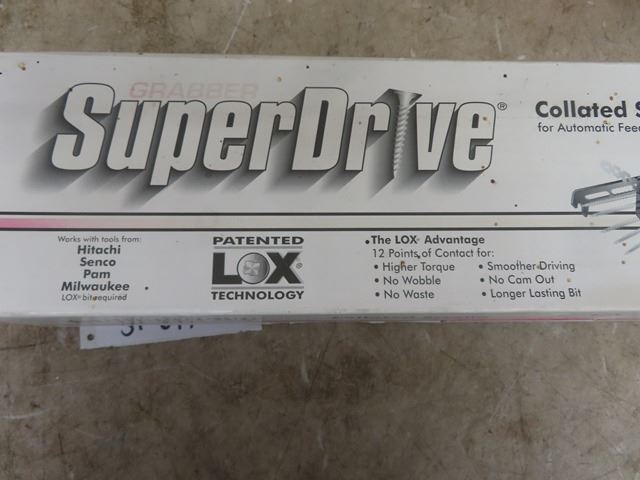 GRABBER
SuperDrive®
Collated S
for Automatic Fee
Works with tools from:
Hitachi
Senco
Pam
Milwaukee
LOX® bit required
PATENTED
LOX®
TECHNOLOGY
The LOX® Advantage
12 Points of Contact for:
• Higher Torque
• No Wobble
• No Waste
• Smoother Driving
• No Cam Out
• Longer Lasting Bit